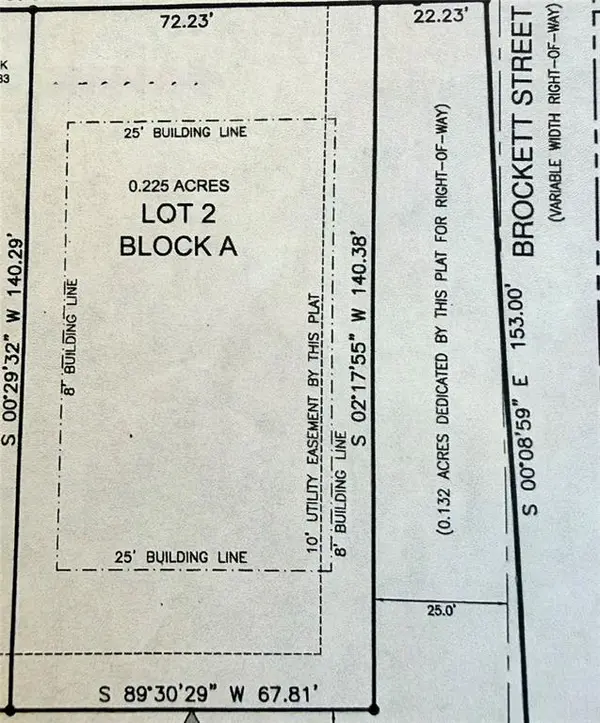 72.23'
22.23'
K
33
25' BUILDING LINE
0.225 ACRES
LOT 2
BLOCK A
S 00°29'32" W 140.29'
8' BUILDING LINE
10' UTILITY EASEMENT BY THIS PLAT
8' BUILDING LINE
S 02°17'55" W 140.38'
(0.132 ACRES DEDICATED BY THIS PLAT FOR RIGHT-OF-WAY)
S 00°08'59" E 153.00'
BROCKETT STREET
(VARIABLE WIDTH RIGHT-OF-WAY)
25' BUILDING LINE
25.0'
S 89°30'29" W 67.81'